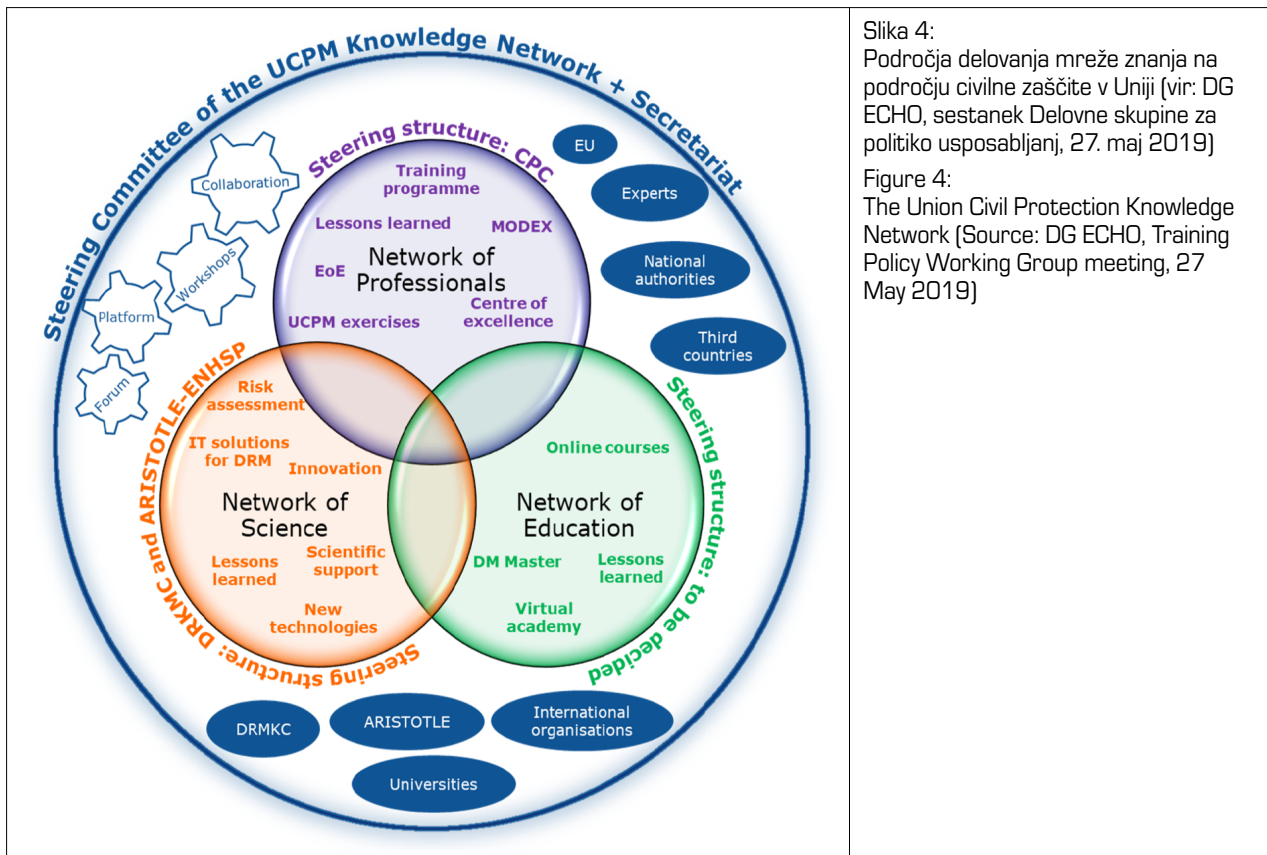 Steering Committee of the UCPM Knowledge Network + Secretariat
Collaboration
Workshops
Platform
Forum
Steering structure: CPC
Training
programme
Lessons learned
MODEX
Network of
Professionals
EoE
Centre of
excellence
UCPM exercises
EU
Experts
National
authorities
Third
countries
Steering structure: DRKMC and ARISTOTLE-ENHSP
Risk
assessment
IT solutions
for DRM
Innovation
Network of
Science
Lessons
learned
Scientific
support
New
technologies
Steering structure: to be decided
Online courses
Network of
Education
DM Master
Lessons
learned
Virtual
academy
DRMKC
ARISTOTLE
International
organisations
Universities
Slika 4:
Področja delovanja mreže znanja na
področju civilne zaščite v Uniji (vir: DG
ECHO, sestanek Delovne skupine za
politiko usposabljanj, 27. maj 2019)
Figure 4:
The Union Civil Protection Knowledge
Network (Source: DG ECHO, Training
Policy Working Group meeting, 27
May 2019)